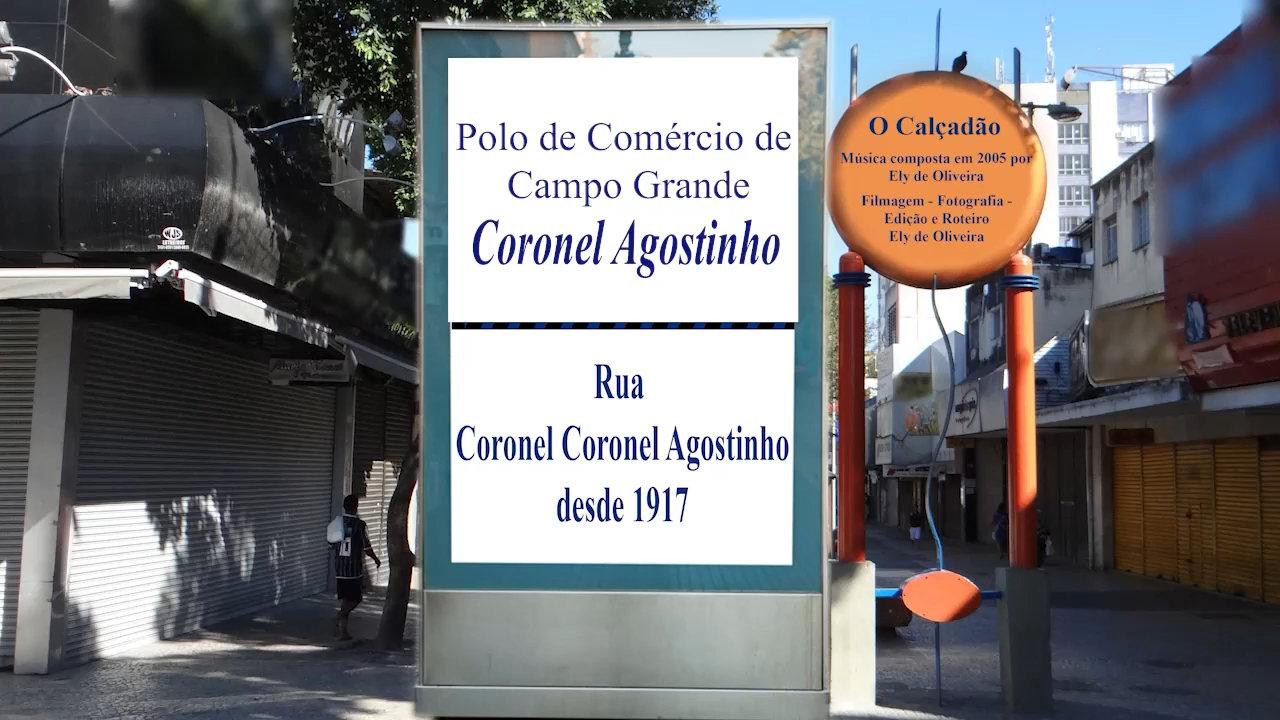 Polo de Comércio de
Campo Grande
Coronel Agostinho
Rua
Coronel Coronel Agostinho
desde 1917
O Calçadão
Música composta em 2005 por
Ely de Oliveira
Filmagem - Fotografia -
Edição e Roteiro
Ely de Oliveira